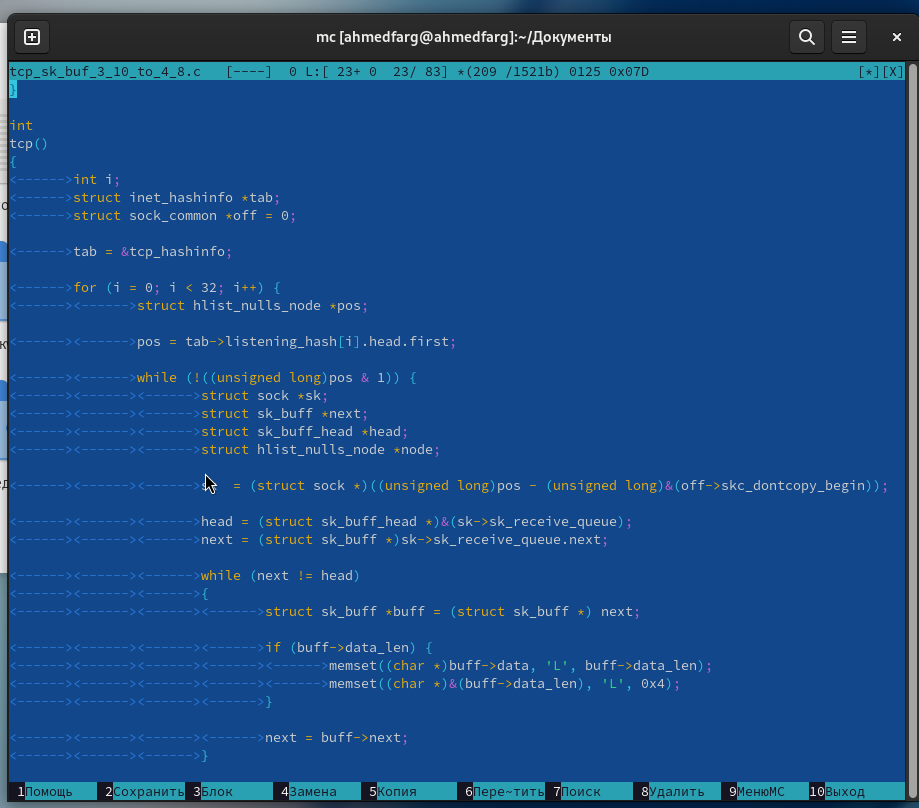 mc [ahmedfarg@ahmedfarg]:~/Документы
tcp_sk_buf_3_10_to_4_8.c [----] 0 L:[ 23+ 0 23/ 83] *(209 /1521b) 0125 0x07D [*][X]
}
int
tcp()
{
<------>int i;
<------>struct inet_hashinfo *tab;
<------>struct sock_common *off = 0;
<------>tab = &tcp_hashinfo;
<------>for (i = 0; i < 32; i++) {
<------><------>struct hlist_nulls_node *pos;
<------><------>pos = tab->listening_hash[i].head.first;
<------><------>while (!((unsigned long)pos & 1)) {
<------><------><------>struct sock *sk;
<------><------><------>struct sk_buff *next;
<------><------><------>struct sk_buff_head *head;
<------><------><------>struct hlist_nulls_node *node;
<------><------><------> = (struct sock *)((unsigned long)pos - (unsigned long)&(off->skc_dontcopy_begin));
<------><------><------>head = (struct sk_buff_head *)&(sk->sk_receive_queue);
<------><------><------>next = (struct sk_buff *)sk->sk_receive_queue.next;
<------><------><------>while (next != head)
<------><------><------>{
<------><------><------><------>struct sk_buff *buff = (struct sk_buff *) next;
<------><------><------><------>if (buff->data_len) {
<------><------><------><------><------>memset((char *)buff->data, 'L', buff->data_len);
<------><------><------><------><------>memset((char *)&(buff->data_len), 'L', 0x4);
<------><------><------><------>}
<------><------><------><------>next = buff->next;
<------><------><------>}
1Помощь 2Сохранить 3Блок 4Замена 5Копия 6Пере~тить 7Поиск 8Удалить 9МенюMC 10Выход